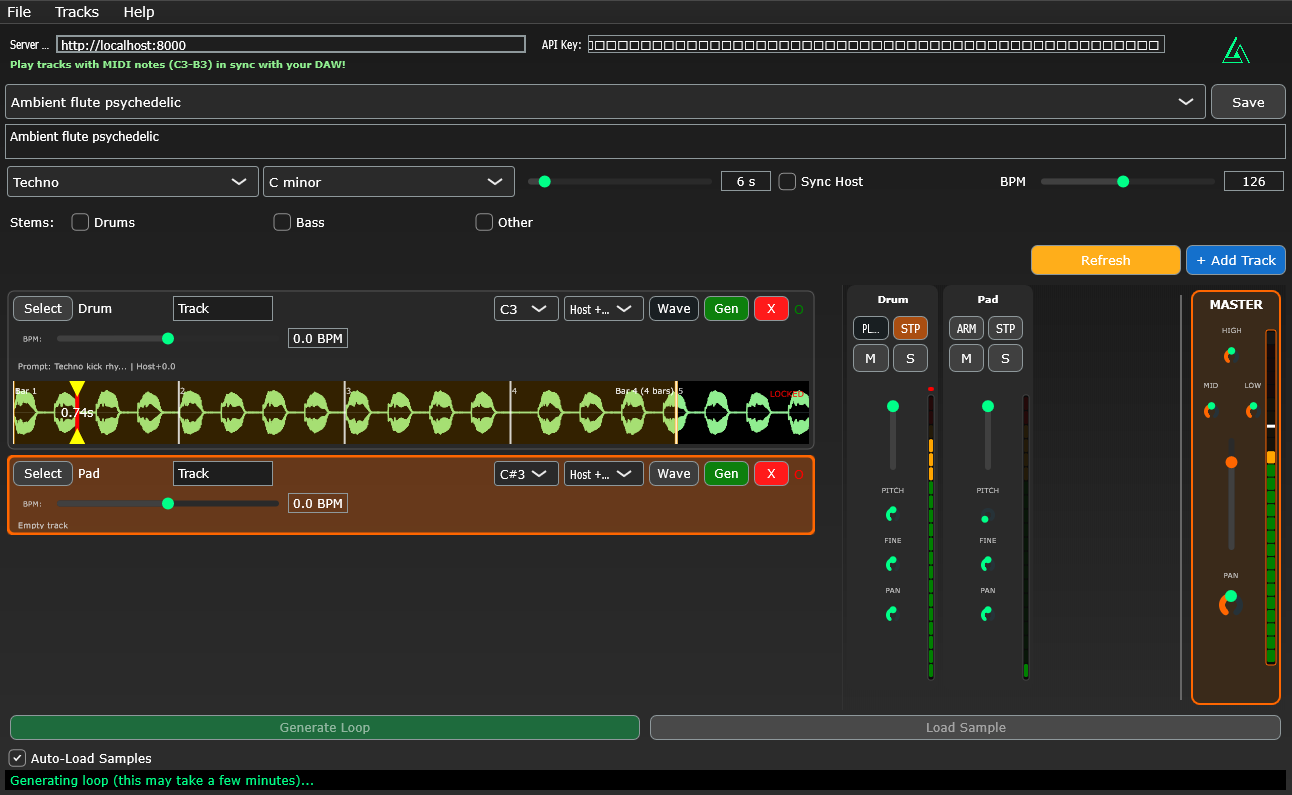 File Tracks Help
Server ... http://localhost:8000 API Key:
Play tracks with MIDI notes (C3-B3) in sync with your DAW!
Ambient flute psychedelic Save
Ambient flute psychedelic
Techno C minor 6 s Sync Host BPM 126
Stems: Drums Bass Other
Refresh + Add Track
Select Drum Track C3 Host +... Wave Gen X O
BPM: 0.0 BPM
Prompt: Techno kick rhy... | Host+0.0
Bar 1 2 3 4 Bar 4 (4 bars) 5 LOCKED
0.74s
Select Pad Track C#3 Host +... Wave Gen X O
BPM: 0.0 BPM
Empty track
Drum Pad
PL... STP ARM STP
M S M S
PITCH PITCH
FINE FINE
PAN PAN
MASTER
HIGH
MID LOW
PAN
Generate Loop Load Sample
Auto-Load Samples
Generating loop (this may take a few minutes)...